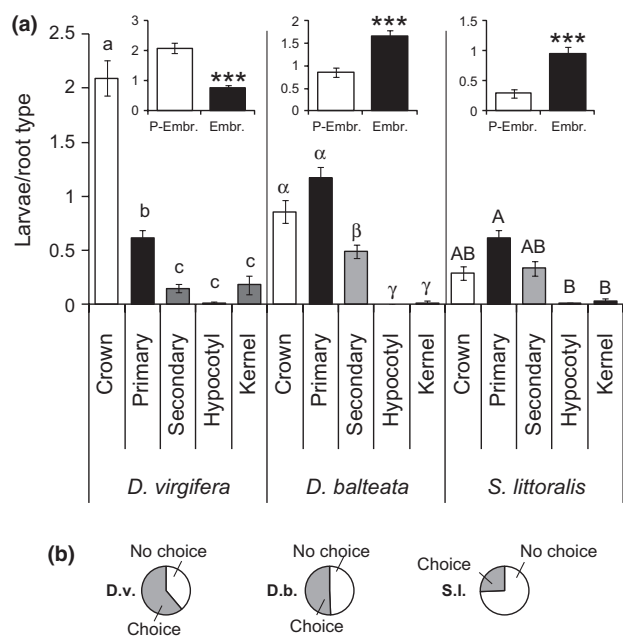 (a)
Larvae/root type
2.5
2
1.5
1
0.5
0
a
b
c
c
c
3
2
1
0
***
P-Embr. Embr.
α
α
β
γ
γ
2
1.5
1
0.5
0
***
P-Embr. Embr.
AB
A
AB
B
B
1.5
1
0.5
0
***
P-Embr. Embr.
Crown Primary Secondary Hypocotyl Kernel
Crown Primary Secondary Hypocotyl Kernel
Crown Primary Secondary Hypocotyl Kernel
D. virgifera D. balteata S. littoralis
(b)
No choice
D.v.
Choice
No choice
D.b.
Choice
Choice No choice
S.l.